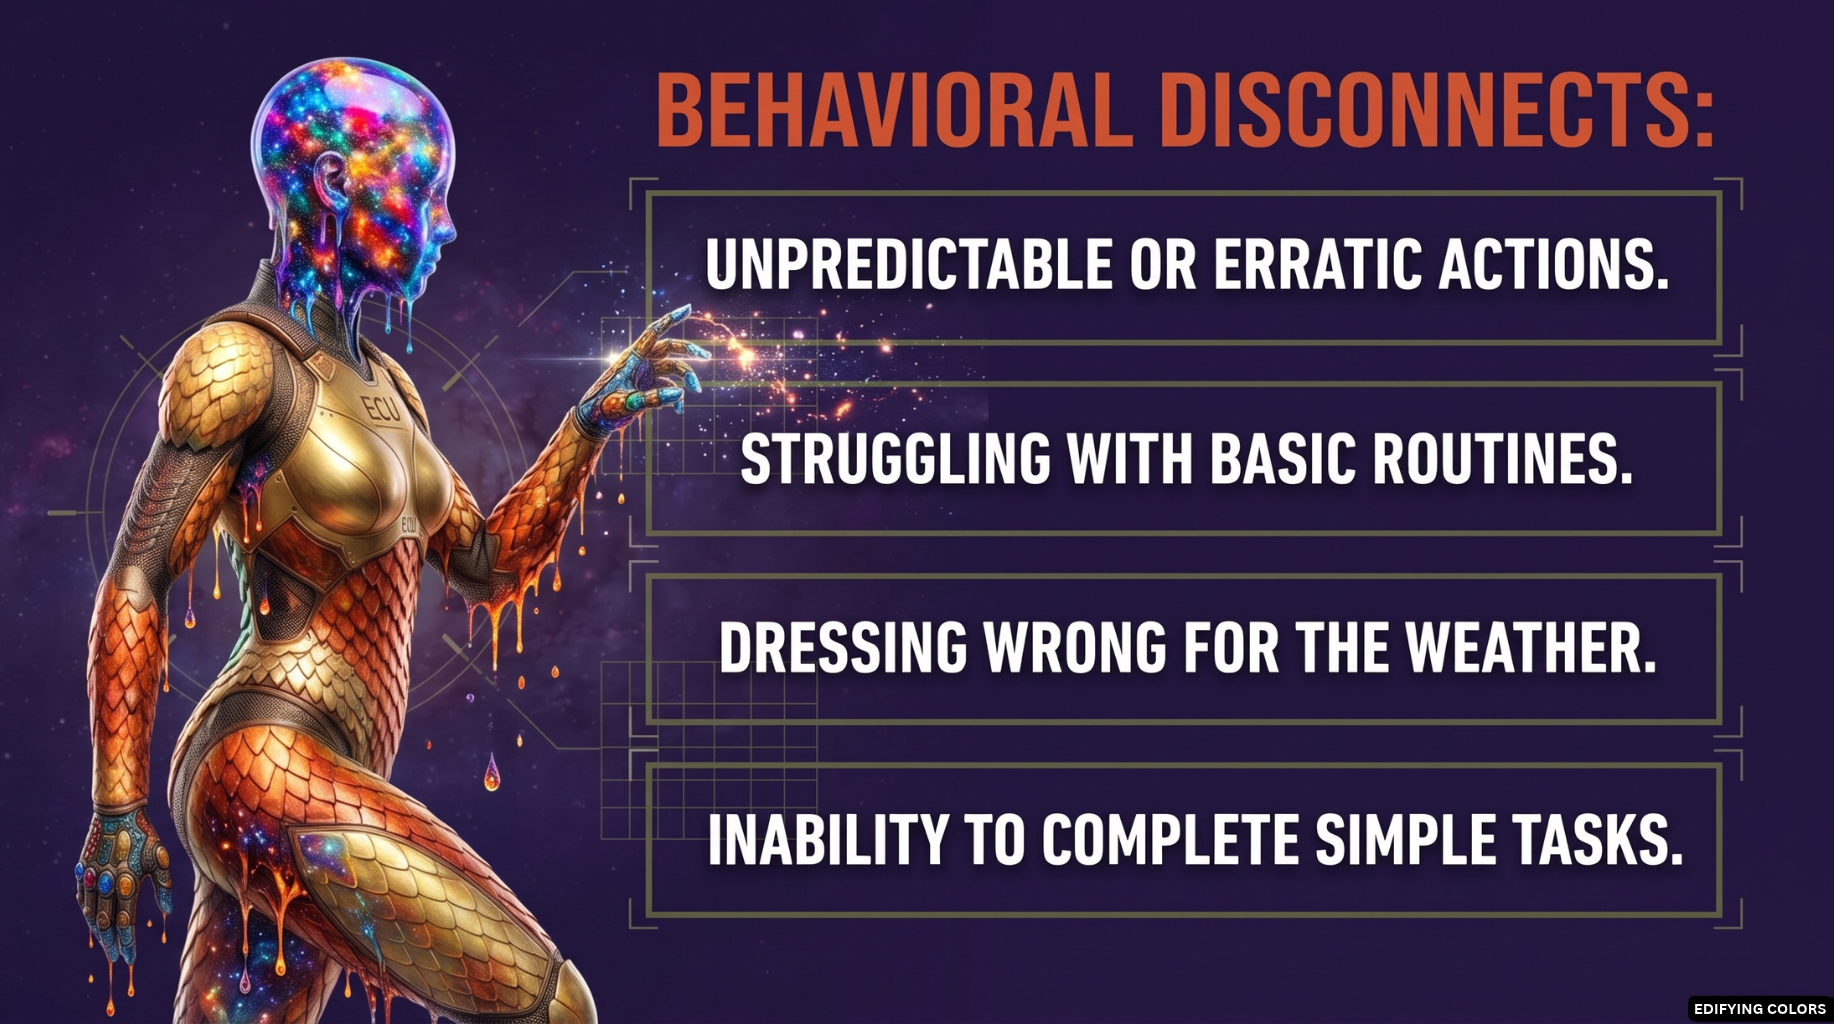 BEHAVIORAL DISCONNECTS:
UNPREDICTABLE OR ERRATIC ACTIONS.
ECU
STRUGGLING WITH BASIC ROUTINES.
ECU
DRESSING WRONG FOR THE WEATHER.
INABILITY TO COMPLETE SIMPLE TASKS.
EDIFYING COLORS